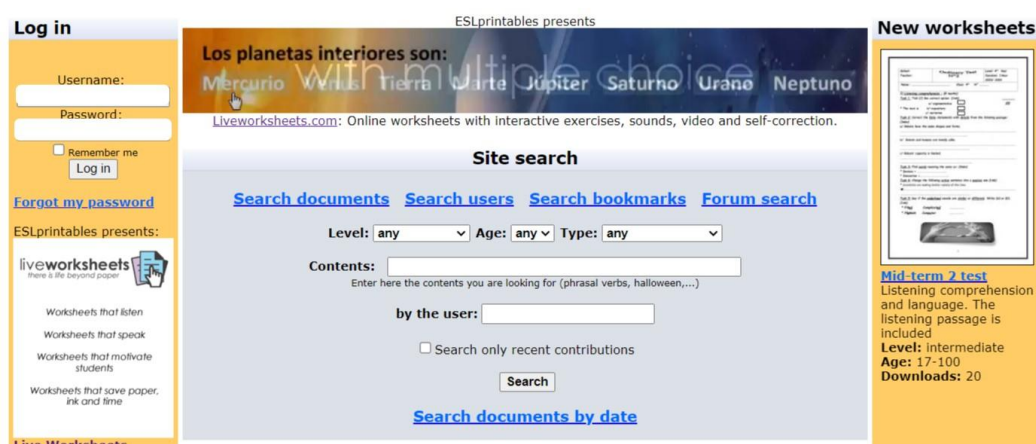 Log in
Username:
Password:
Remember me
Log in
Forgot my password
ESLprintables presents:
liveworksheets
there is life beyond paper
Worksheets that listen
Worksheets that speak
Worksheets that motivate
students
Worksheets that save paper,
ink and time
Live Worksheets
ESLprintables presents
Los planetas interiores son:
with multiple choice
Mercurio Venus Tierra Marte Júpiter Saturno Urano Neptuno
Liveworksheets.com: Online worksheets with interactive exercises, sounds, video and self-correction.
Site search
Search documents Search users Search bookmarks Forum search
Level: any Age: any Type: any
Contents:
Enter here the contents you are looking for (phrasal verbs, halloween,...)
by the user:
Search only recent contributions
Search
Search documents by date
New worksheets
Mid-term 2 test
Listening comprehension
and language. The
listening passage is
included
Level: intermediate
Age: 17-100
Downloads: 20